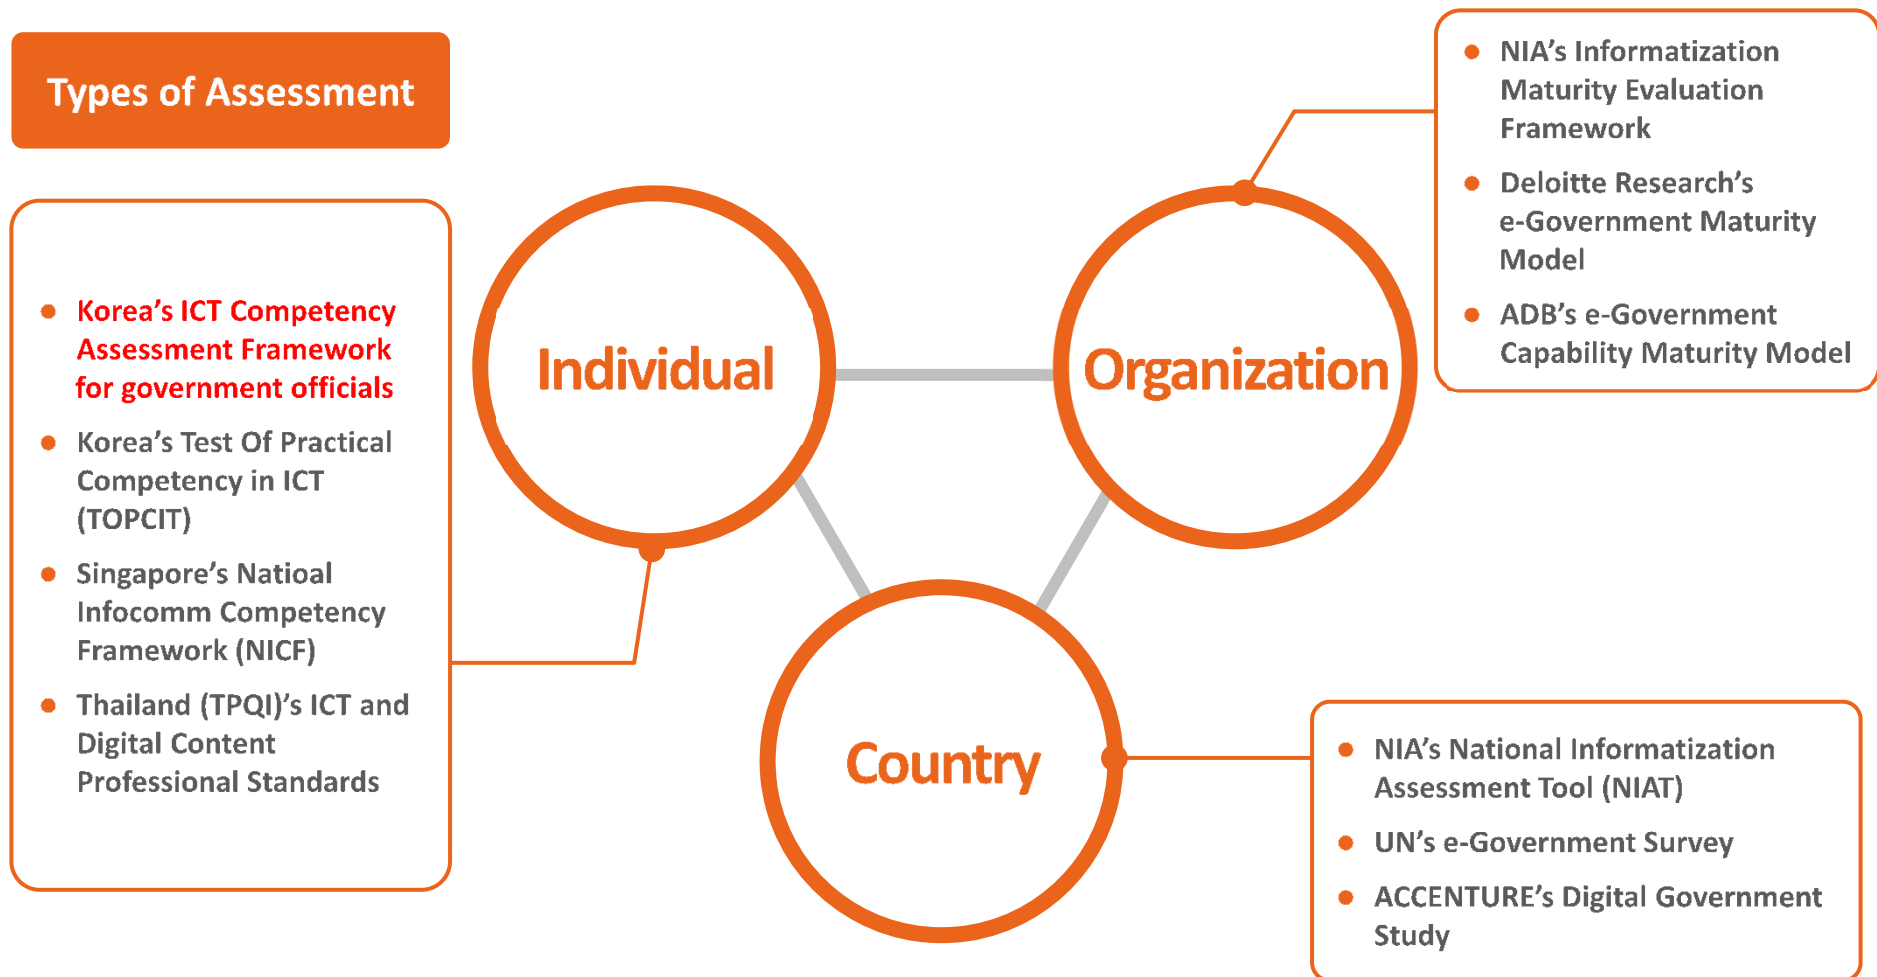 Types of Assessment
• Korea's ICT Competency
Assessment Framework
for government officials
• Korea's Test Of Practical
Competency in ICT
(TOPCIT)
• Singapore's Natioal
Infocomm Competency
Framework (NICF)
• Thailand (TPQI)'s ICT and
Digital Content
Professional Standards
Individual
Organization
Country
• NIA's Informatization
Maturity Evaluation
Framework
• Deloitte Research's
e-Government Maturity
Model
• ADB's e-Government
Capability Maturity Model
• NIA's National Informatization
Assessment Tool (NIAT)
• UN's e-Government Survey
• ACCENTURE's Digital Government
Study